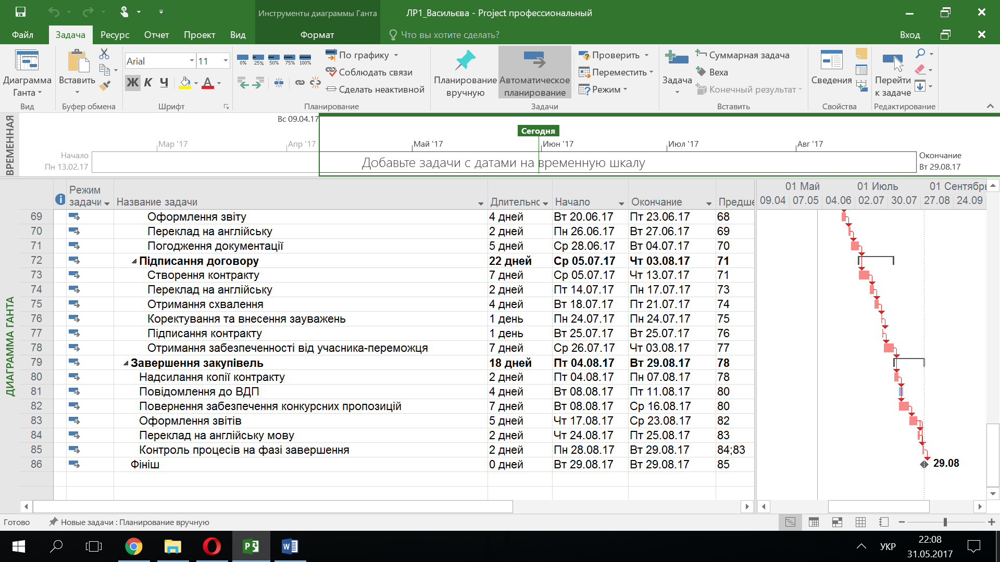 Инструменты диаграммы Ганта
ЛР1_Васильєва - Project профессиональный
Файл Задача Ресурс Отчет Проект Вид Формат Что вы хотите сделать? Вход
Диаграмма Ганта
Вид
Вставить
Буфер обмена
Arial 11
Ж К Ч А
Шрифт
0% 25% 50% 75% 100%
По графику
Соблюдать связи
Сделать неактивной
Планирование
Планирование вручную
Автоматическое планирование
Проверить
Переместить
Режим
Задачи
Задача
Суммарная задача
Веха
Конечный результат
Вставить
Сведения
Свойства
Перейти к задаче
Редактирование
ВРЕМЕННАЯ
Вс 09.04.17
Сегодня
Мар '17 Апр '17 Май '17 Июн '17 Июл '17 Авг '17
Начало
Пн 13.02.17
Добавьте задачи с датами на временную шкалу
Окончание
Вт 29.08.17
ДИАГРАММА ГАНТА
Режим задачи Название задачи Длительнс Начало Окончание Предше
01 Май 01 Июль 01 Сентябрь
09.04 07.05 04.06 02.07 30.07 27.08 24.09
69 Оформлення звіту 4 дней Вт 20.06.17 Пт 23.06.17 68
70 Переклад на англійську 2 дней Пн 26.06.17 Вт 27.06.17 69
71 Погодження документації 5 дней Ср 28.06.17 Вт 04.07.17 70
72 Підписання договору 22 дней Ср 05.07.17 Чт 03.08.17 71
73 Створення контракту 7 дней Ср 05.07.17 Чт 13.07.17 71
74 Переклад на англійську 2 дней Пт 14.07.17 Пн 17.07.17 73
75 Отримання схвалення 4 дней Вт 18.07.17 Пт 21.07.17 74
76 Коректування та внесення зауважень 1 день Пн 24.07.17 Пн 24.07.17 75
77 Підписання контракту 1 день Вт 25.07.17 Вт 25.07.17 76
78 Отримання забезпеченності від учасника-переможця 7 дней Ср 26.07.17 Чт 03.08.17 77
79 Завершення закупівель 18 дней Пт 04.08.17 Вт 29.08.17 78
80 Надсилання копії контракту 2 дней Пт 04.08.17 Пн 07.08.17 78
81 Повідомлення до ВДП 4 дней Вт 08.08.17 Пт 11.08.17 80
82 Повернення забезпечення конкурсних пропозицій 7 дней Вт 08.08.17 Ср 16.08.17 80
83 Оформлення звітів 5 дней Чт 17.08.17 Ср 23.08.17 82
84 Переклад на англійську мову 2 дней Чт 24.08.17 Пт 25.08.17 83
85 Контроль процесів на фазі завершення 2 дней Пн 28.08.17 Вт 29.08.17 84;83
86 Фініш 0 дней Вт 29.08.17 Вт 29.08.17 85
29.08
Готово Новые задачи : Планирование вручную
УКР
22:08
31.05.2017